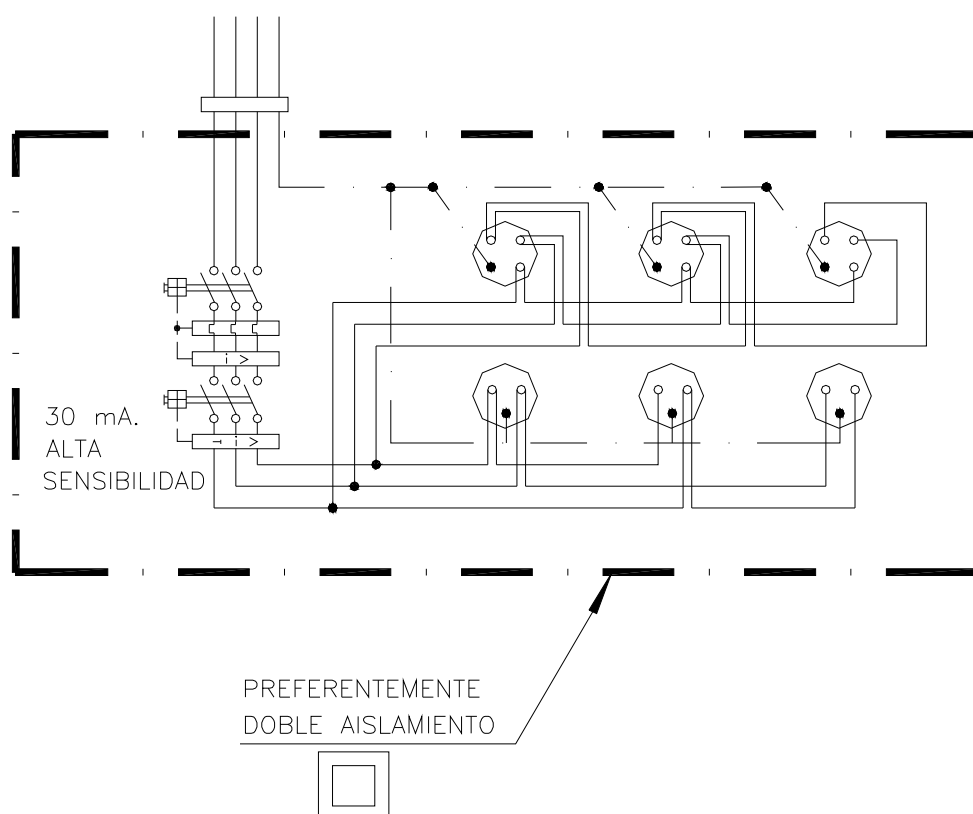 30 mA.
ALTA
SENSIBILIDAD
PREFERENTEMENTE
DOBLE AISLAMIENTO